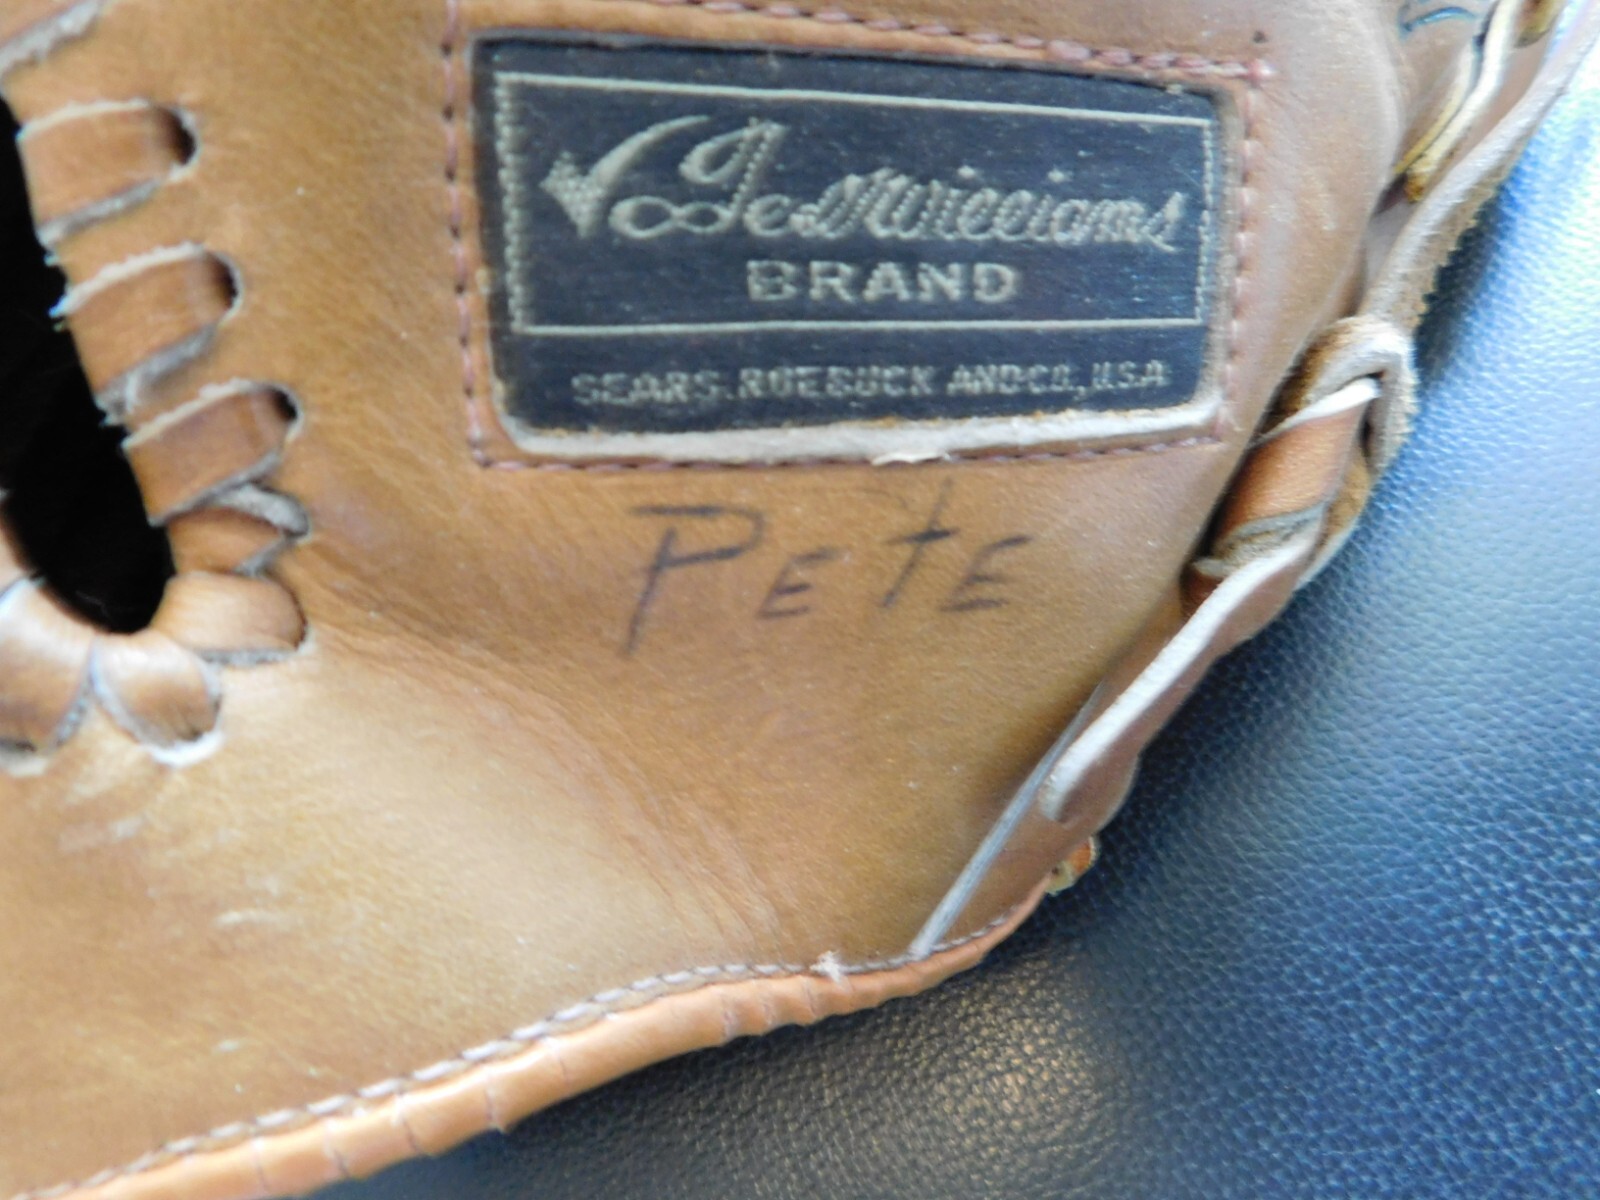 Ted Williams
BRAND
SEARS, ROEBUCK AND CO., U.S.A.
PETE